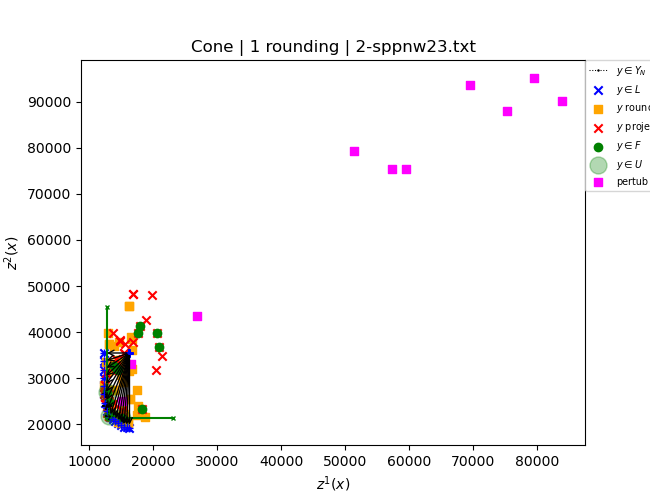 Cone | 1 rounding | 2-sppnw23.txt
z²(x)
90000
80000
70000
60000
50000
40000
30000
20000
10000 20000 30000 40000 50000 60000 70000 80000
z¹(x)
y ∈ Y_N
y ∈ L
y roun
y proje
y ∈ F
y ∈ U
pertub